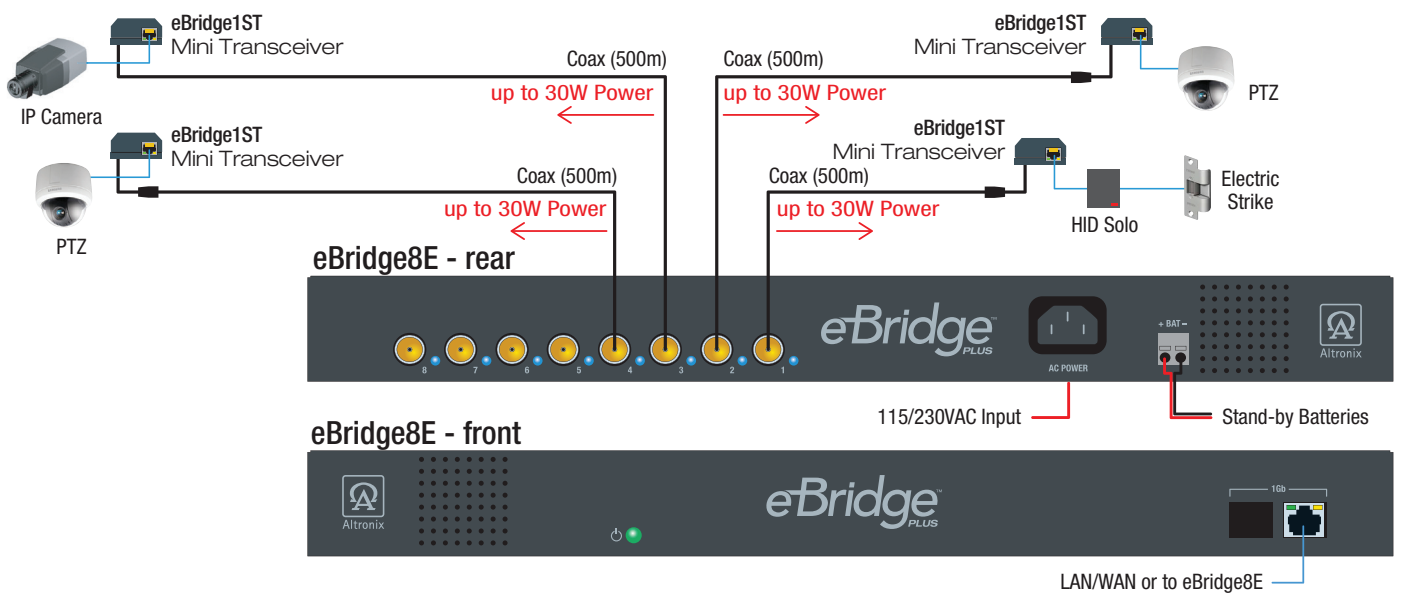 eBridge1ST
Mini Transceiver
IP Camera
Coax (500m)
up to 30W Power
eBridge1ST
Mini Transceiver
PTZ
Coax (500m)
up to 30W Power
eBridge1ST
Mini Transceiver
Coax (500m)
up to 30W Power
PTZ
eBridge1ST
Mini Transceiver
Coax (500m)
up to 30W Power
HID Solo
Electric
Strike
eBridge8E - rear
8 7 6 5 4 3 2 1
eBridge™
PLUS
AC POWER
+ BAT –
Altronix
115/230VAC Input
Stand-by Batteries
eBridge8E - front
Altronix
eBridge™
PLUS
1Gb
LAN/WAN or to eBridge8E